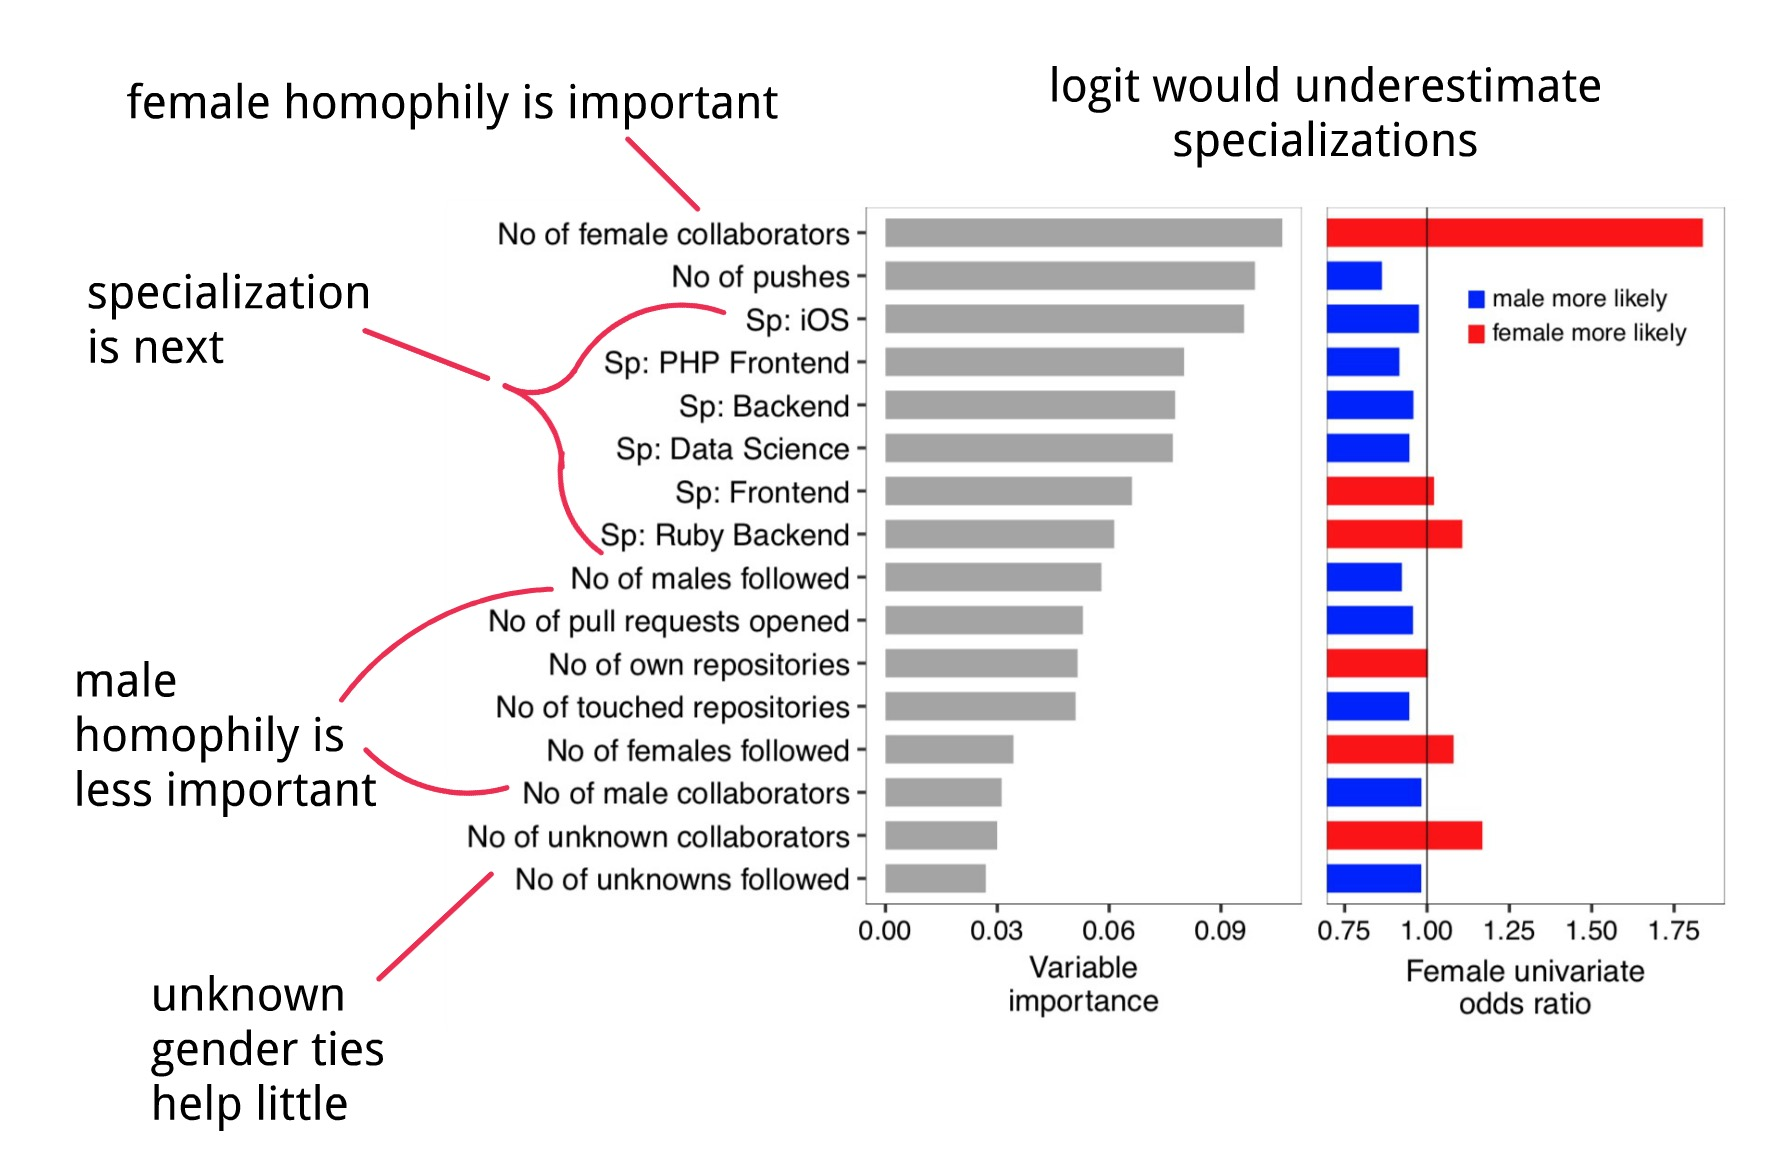 female homophily is important
logit would underestimate
specializations
specialization
is next
male
homophily is
less important
unknown
gender ties
help little
No of female collaborators
No of pushes
Sp: iOS
Sp: PHP Frontend
Sp: Backend
Sp: Data Science
Sp: Frontend
Sp: Ruby Backend
No of males followed
No of pull requests opened
No of own repositories
No of touched repositories
No of females followed
No of male collaborators
No of unknown collaborators
No of unknowns followed
0.00 0.03 0.06 0.09
Variable
importance
male more likely
female more likely
0.75 1.00 1.25 1.50 1.75
Female univariate
odds ratio